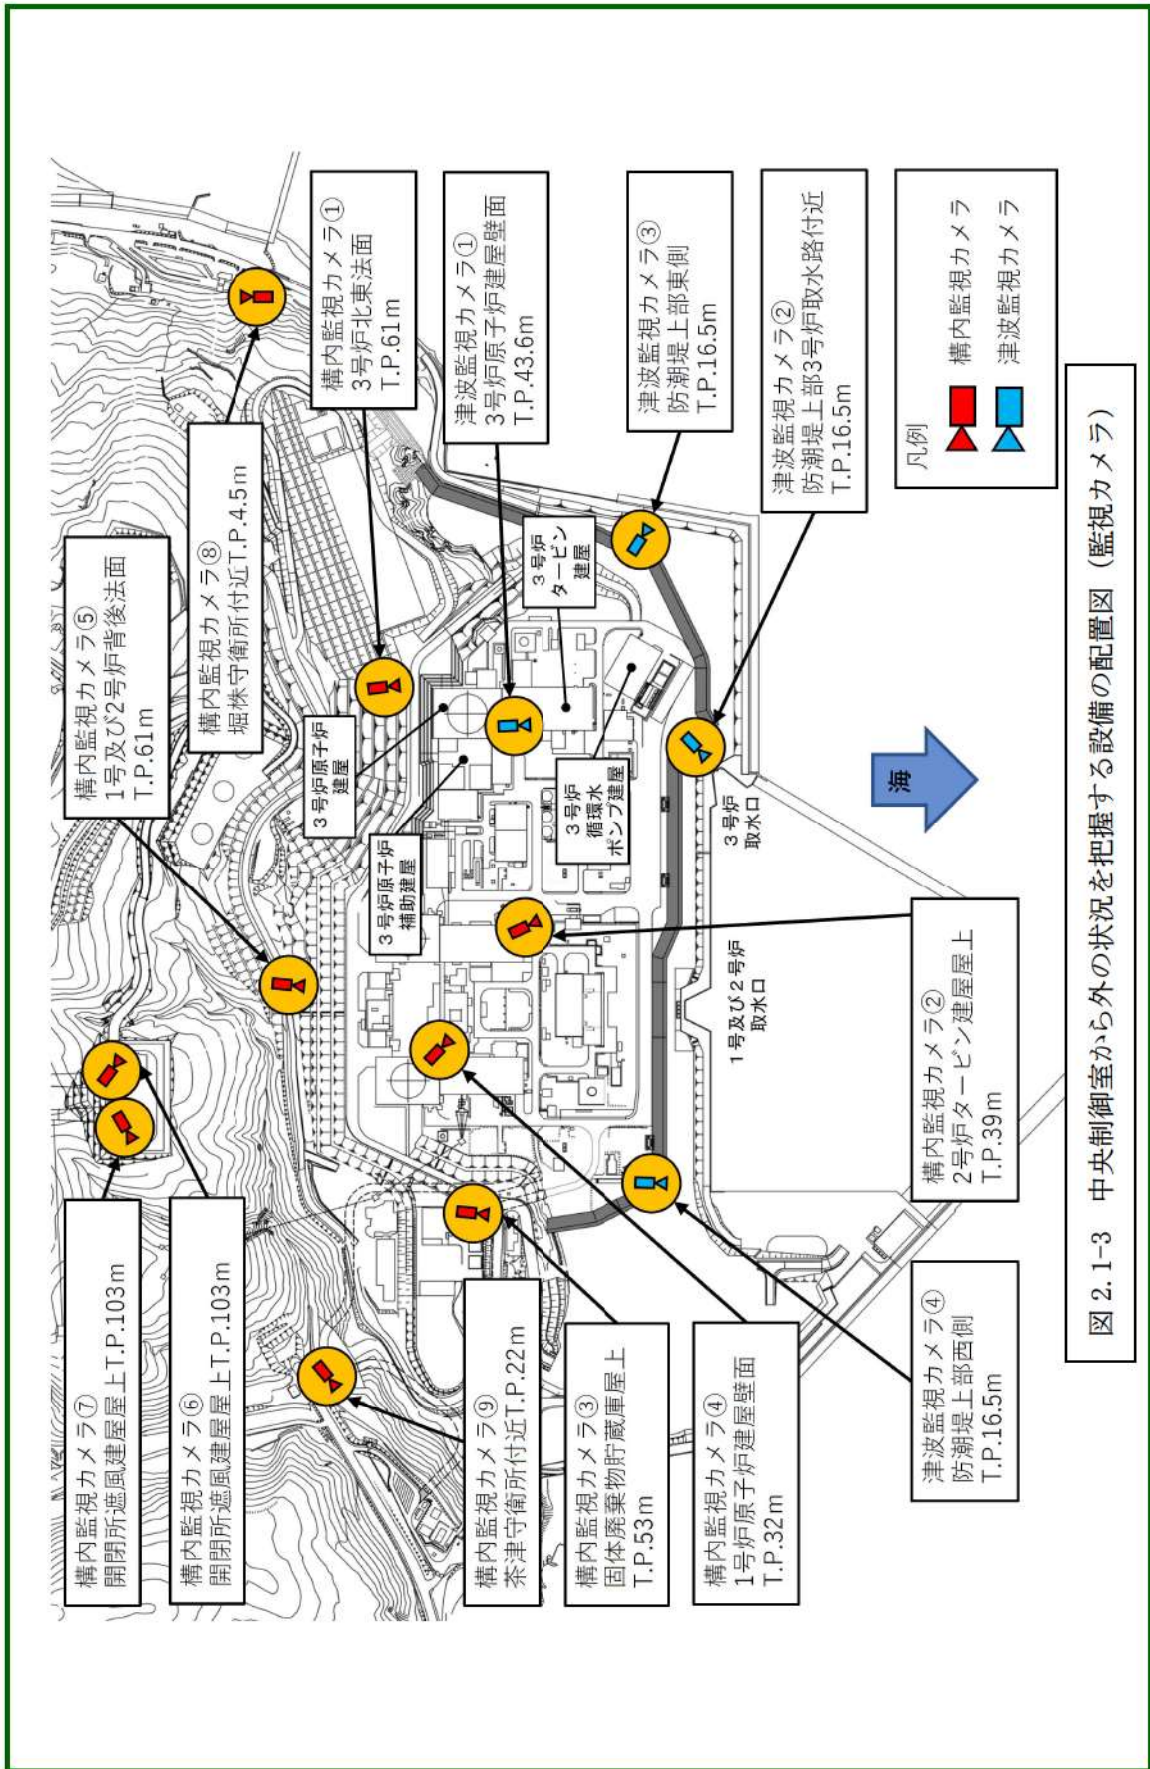 構内監視カメラ⑦
開閉所遮風建屋屋上T.P.103m
構内監視カメラ⑥
開閉所遮風建屋屋上T.P.103m
構内監視カメラ⑨
茶津守衛所付近T.P.22m
構内監視カメラ③
固体廃棄物貯蔵庫屋上
T.P.53m
構内監視カメラ④
1号炉原子炉建屋壁面
T.P.32m
津波監視カメラ④
防潮堤上部西側
T.P.16.5m
構内監視カメラ⑤
1号及び2号炉背後法面
T.P.61m
構内監視カメラ⑧
堀株守衛所付近T.P.4.5m
構内監視カメラ①
3号炉北東法面
T.P.61m
津波監視カメラ①
3号炉原子炉建屋壁面
T.P.43.6m
津波監視カメラ③
防潮堤上部東側
T.P.16.5m
津波監視カメラ②
防潮堤上部3号炉取水路付近
T.P.16.5m
構内監視カメラ②
2号炉タービン建屋屋上
T.P.39m
3号炉原子炉
建屋
3号炉原子炉
補助建屋
3号炉
タービン
建屋
3号炉
循環水
ポンプ建屋
3号炉
取水口
1号及び2号炉
取水口
海
凡例
構内監視カメラ
津波監視カメラ
図 2.1-3 中央制御室から外の状況を把握する設備の配置図（監視カメラ）